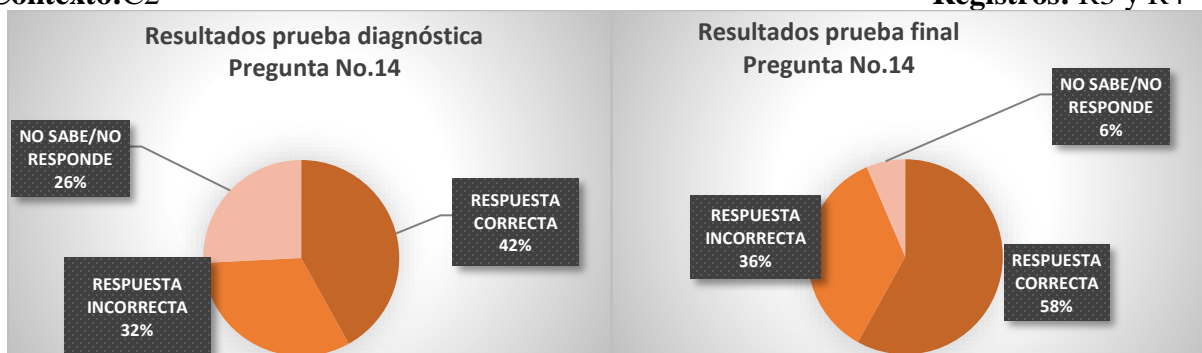 Contexto:C2
Registros: R3 y R4
Resultados prueba diagnóstica
Pregunta No.14
NO SABE/NO
RESPONDE
26%
RESPUESTA
CORRECTA
42%
RESPUESTA
INCORRECTA
32%
Resultados prueba final
Pregunta No.14
NO SABE/NO
RESPONDE
6%
RESPUESTA
INCORRECTA
36%
RESPUESTA
CORRECTA
58%